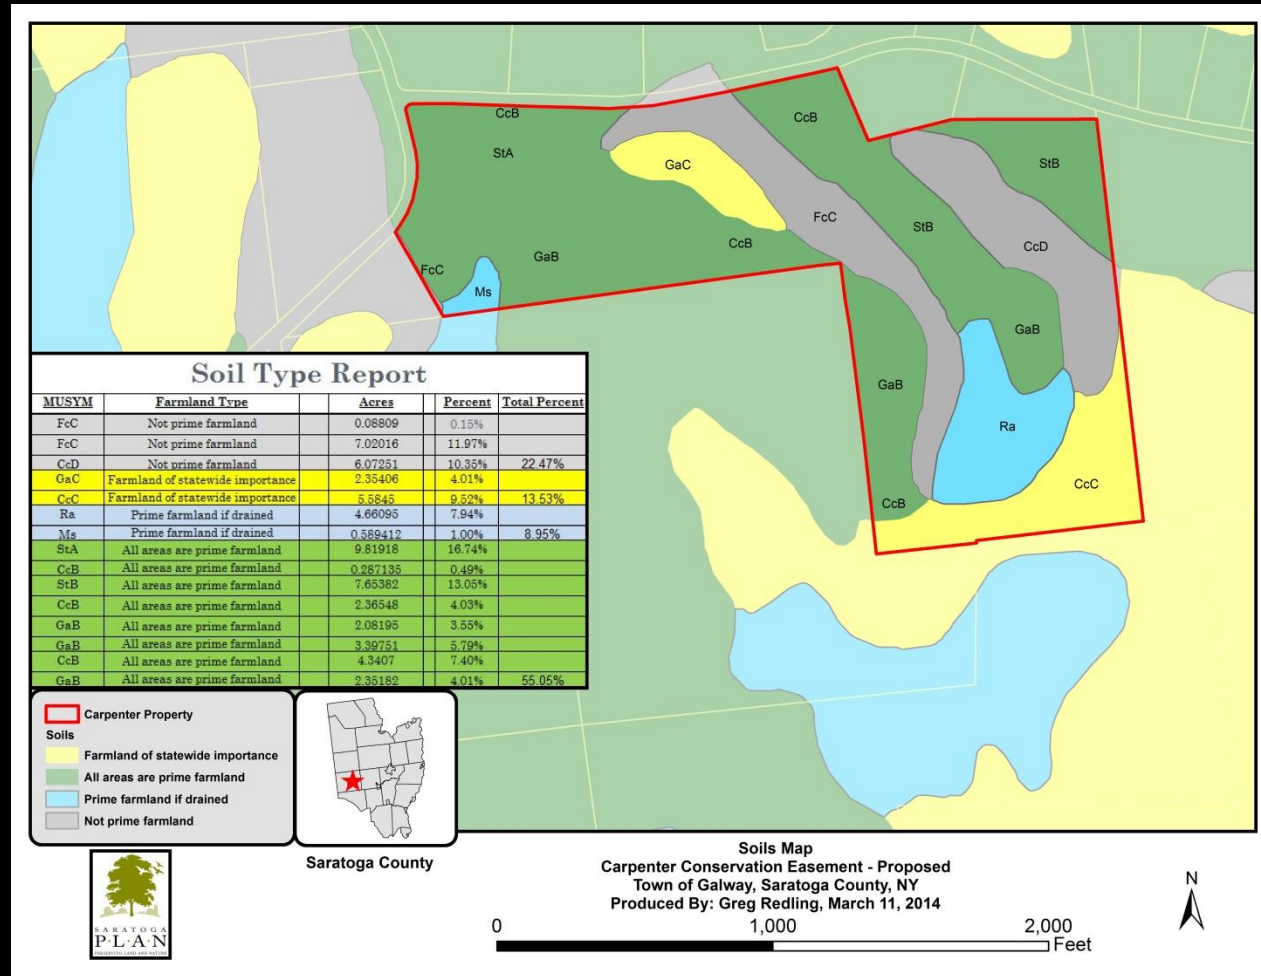 CcB
CcB
StA
GaC
StB
FcC
StB
CcB
CcD
GaB
FcC
Ms
GaB
GaB
Ra
CcC
CcB
Soil Type Report
MUSYM Farmland Type Acres Percent Total Percent
FcC Not prime farmland 0.08809 0.15%
FcC Not prime farmland 7.02016 11.97%
CcD Not prime farmland 6.07251 10.35% 22.47%
GaC Farmland of statewide importance 2.35406 4.01%
CcC Farmland of statewide importance 5.5845 9.52% 13.53%
Ra Prime farmland if drained 4.66095 7.94%
Ms Prime farmland if drained 0.589412 1.00% 8.95%
StA All areas are prime farmland 9.81918 16.74%
CcB All areas are prime farmland 0.287135 0.49%
StB All areas are prime farmland 7.65382 13.05%
CcB All areas are prime farmland 2.36548 4.03%
GaB All areas are prime farmland 2.08195 3.55%
GaB All areas are prime farmland 3.39751 5.79%
CcB All areas are prime farmland 4.3407 7.40%
GaB All areas are prime farmland 2.35182 4.01% 55.05%
Carpenter Property
Soils
Farmland of statewide importance
All areas are prime farmland
Prime farmland if drained
Not prime farmland
Saratoga County
SARATOGA
P·L·A·N
PRESERVING LAND AND NATURE
Soils Map
Carpenter Conservation Easement - Proposed
Town of Galway, Saratoga County, NY
Produced By: Greg Redling, March 11, 2014
0 1,000 2,000
Feet
N